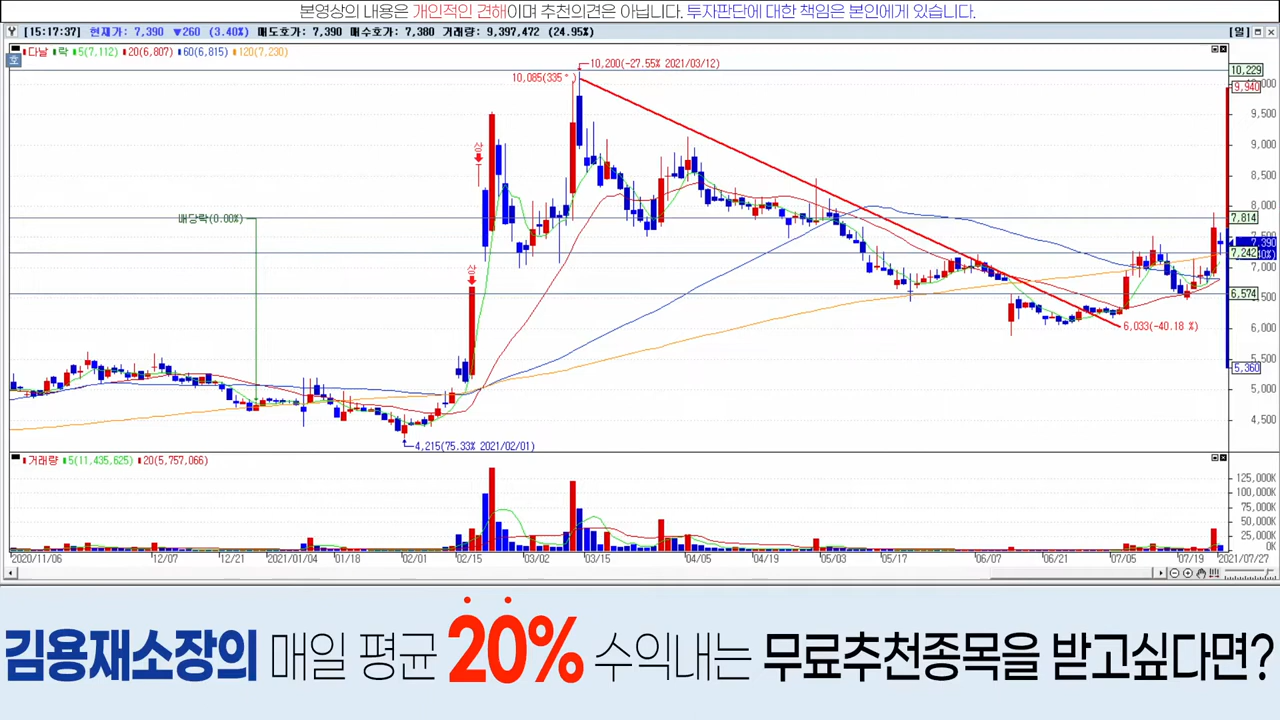 본영상의 내용은 개인적인 견해이며 추천의견은 아닙니다. 투자판단에 대한 책임은 본인에게 있습니다.
[15:17:37] 현재가: 7,390 ▼260 (3.40%) 매도호가: 7,390 매수호가: 7,380 거래량: 9,397,472 (24.95%) [일]
다날 락 5(7,112) 20(6,807) 60(6,815) 120(7,230)
10,200(-27.55% 2021/03/12)
10,085(335°)
10,229
9,940
9,500
9,000
8,500
8,000
배당락(0.00%)
7,814
7,390
7,242
7,000
6,574
상
상
6,000
6,033(-40.18 %)
5,500
5,360
5,000
4,500
4,215(75.33% 2021/02/01)
거래량 5(11,435,625) 20(5,757,066)
125,000K
100,000K
75,000K
50,000K
25,000K
0K
2020/11/05 12/07 12/21 2021/01/04 01/18 02/01 02/15 03/02 03/15 04/05 04/19 05/03 05/17 06/07 06/21 07/05 07/19 2021/07/27
김용재소장의 매일 평균 20% 수익내는 무료추천종목을 받고싶다면?